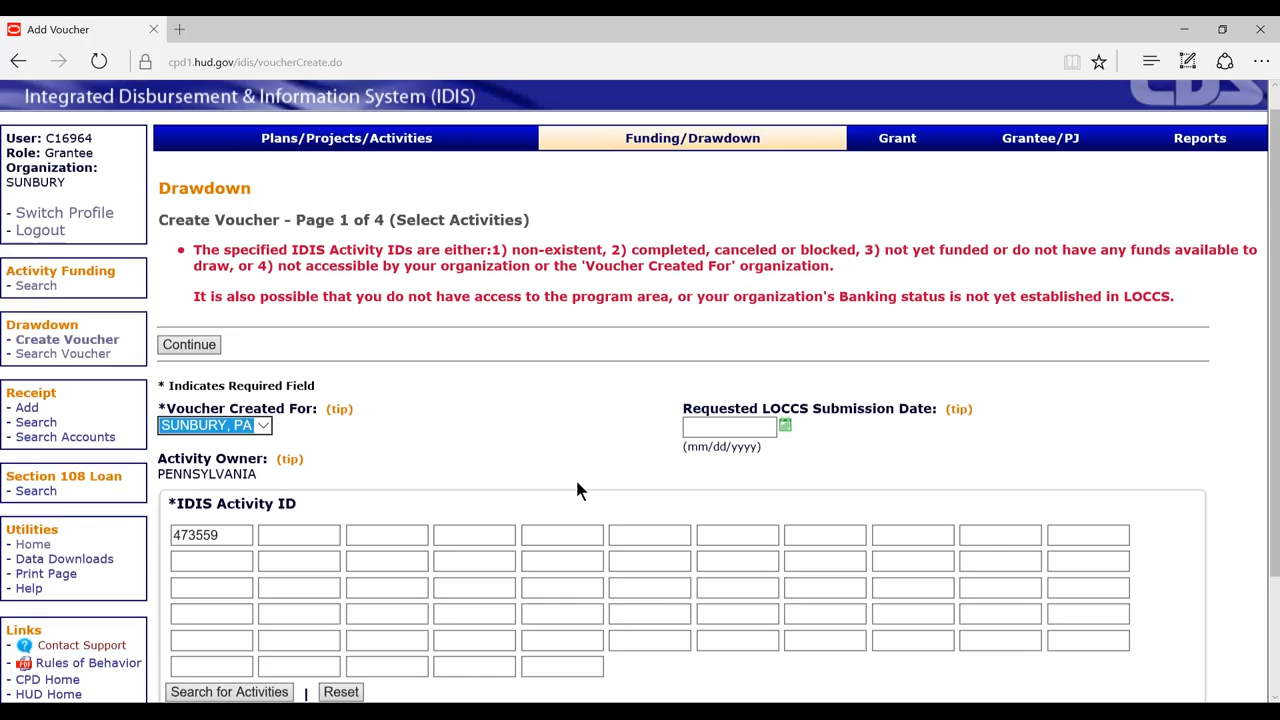 Add Voucher
cpd1.hud.gov/idis/voucherCreate.do
Integrated Disbursement & Information System (IDIS)
CDS
User: C16964
Role: Grantee
Organization:
SUNBURY
- Switch Profile
- Logout
Activity Funding
- Search
Drawdown
- Create Voucher
- Search Voucher
Receipt
- Add
- Search
- Search Accounts
Section 108 Loan
- Search
Utilities
- Home
- Data Downloads
- Print Page
- Help
Links
- Contact Support
- Rules of Behavior
- CPD Home
- HUD Home
Plans/Projects/Activities Funding/Drawdown Grant Grantee/PJ Reports
Drawdown
Create Voucher - Page 1 of 4 (Select Activities)
• The specified IDIS Activity IDs are either:1) non-existent, 2) completed, canceled or blocked, 3) not yet funded or do not have any funds available to
draw, or 4) not accessible by your organization or the 'Voucher Created For' organization.
It is also possible that you do not have access to the program area, or your organization's Banking status is not yet established in LOCCS.
Continue
* Indicates Required Field
*Voucher Created For: (tip) Requested LOCCS Submission Date: (tip)
SUNBURY, PA
(mm/dd/yyyy)
Activity Owner: (tip)
PENNSYLVANIA
*IDIS Activity ID
473559
Search for Activities | Reset